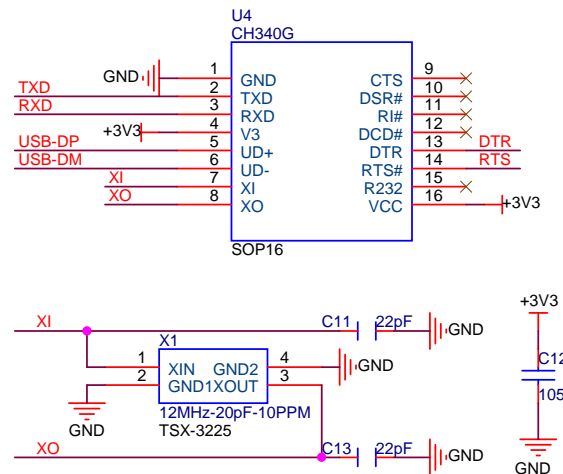 U4
CH340G
GND 1 GND CTS 9
TXD 2 TXD DSR# 10
RXD 3 RXD RI# 11
+3V3 4 V3 DCD# 12
USB-DP 5 UD+ DTR 13 DTR
USB-DM 6 UD- RTS# 14 RTS
XI 7 XI R232 15
XO 8 XO VCC 16 +3V3
SOP16
XI C11 22pF GND +3V3
X1
1 XIN GND2 4 GND
2 GND1 XOUT 3
C12
105
GND 12MHz-20pF-10PPM
TSX-3225
XO C13 22pF GND
GND